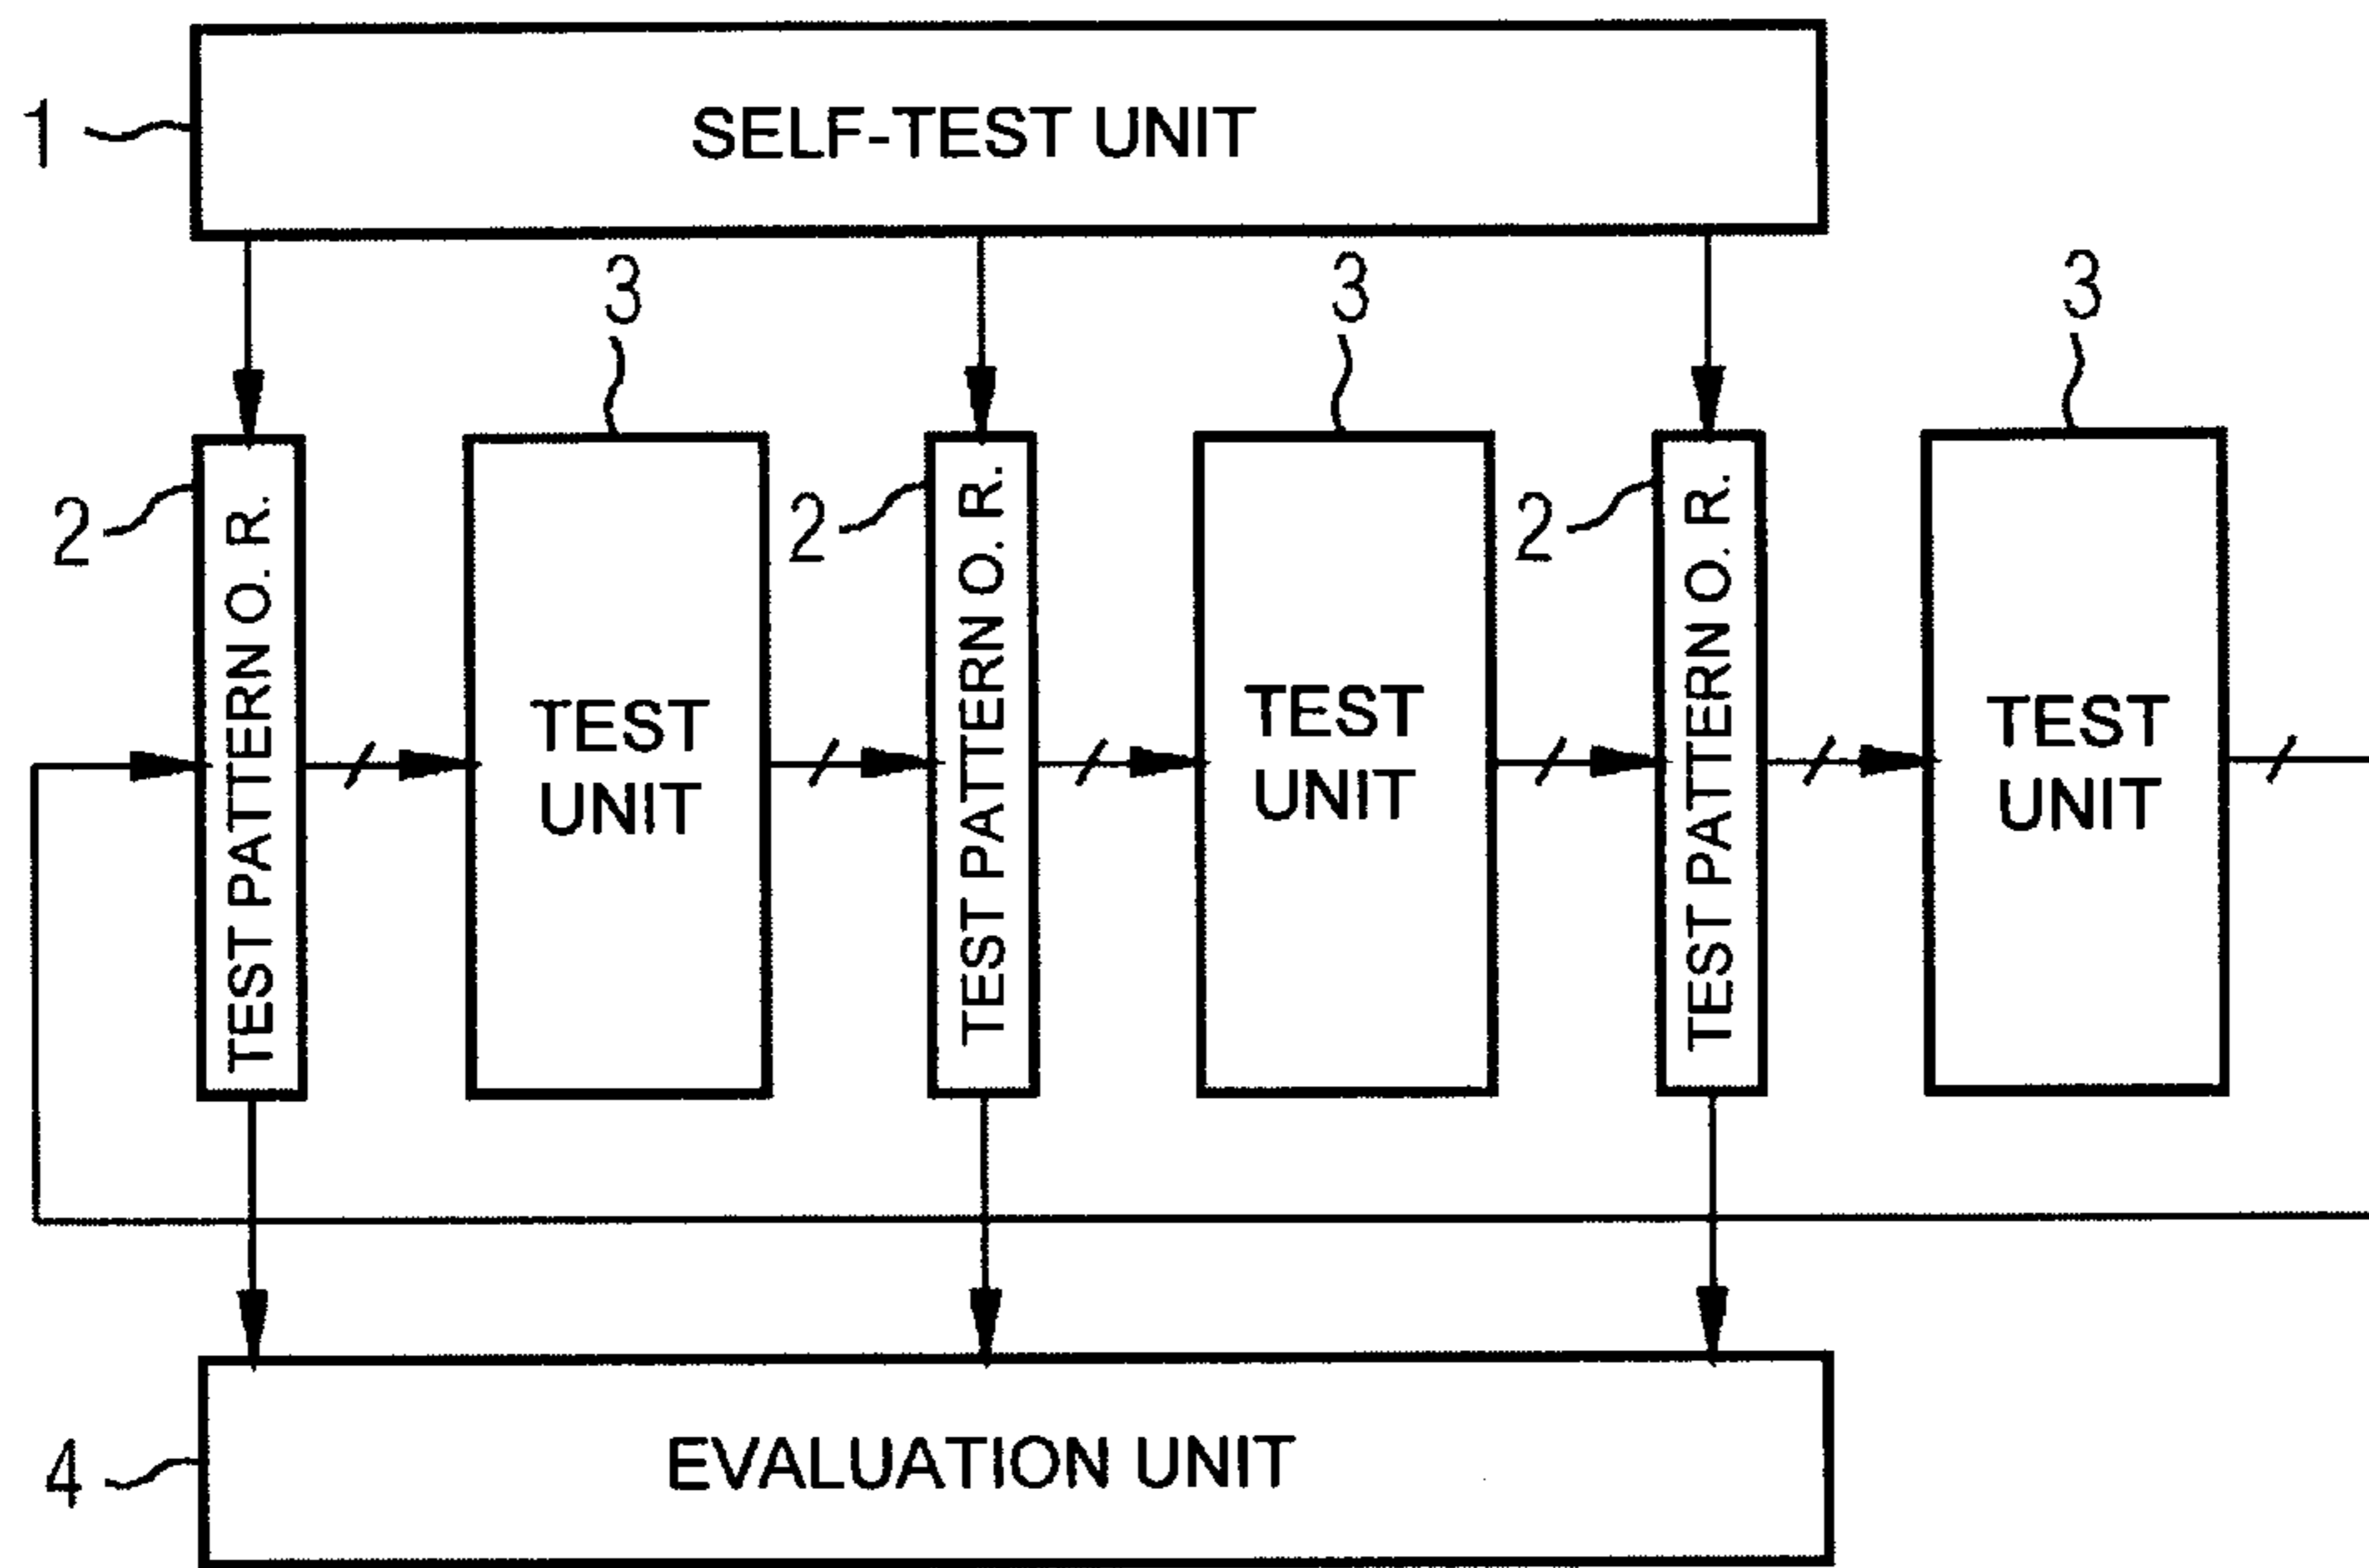 1
SELF-TEST UNIT
3
3
3
2
TEST PATTERN O. R.
TEST
UNIT
2
TEST PATTERN O. R.
TEST
UNIT
2
TEST PATTERN O. R.
TEST
UNIT
4
EVALUATION UNIT